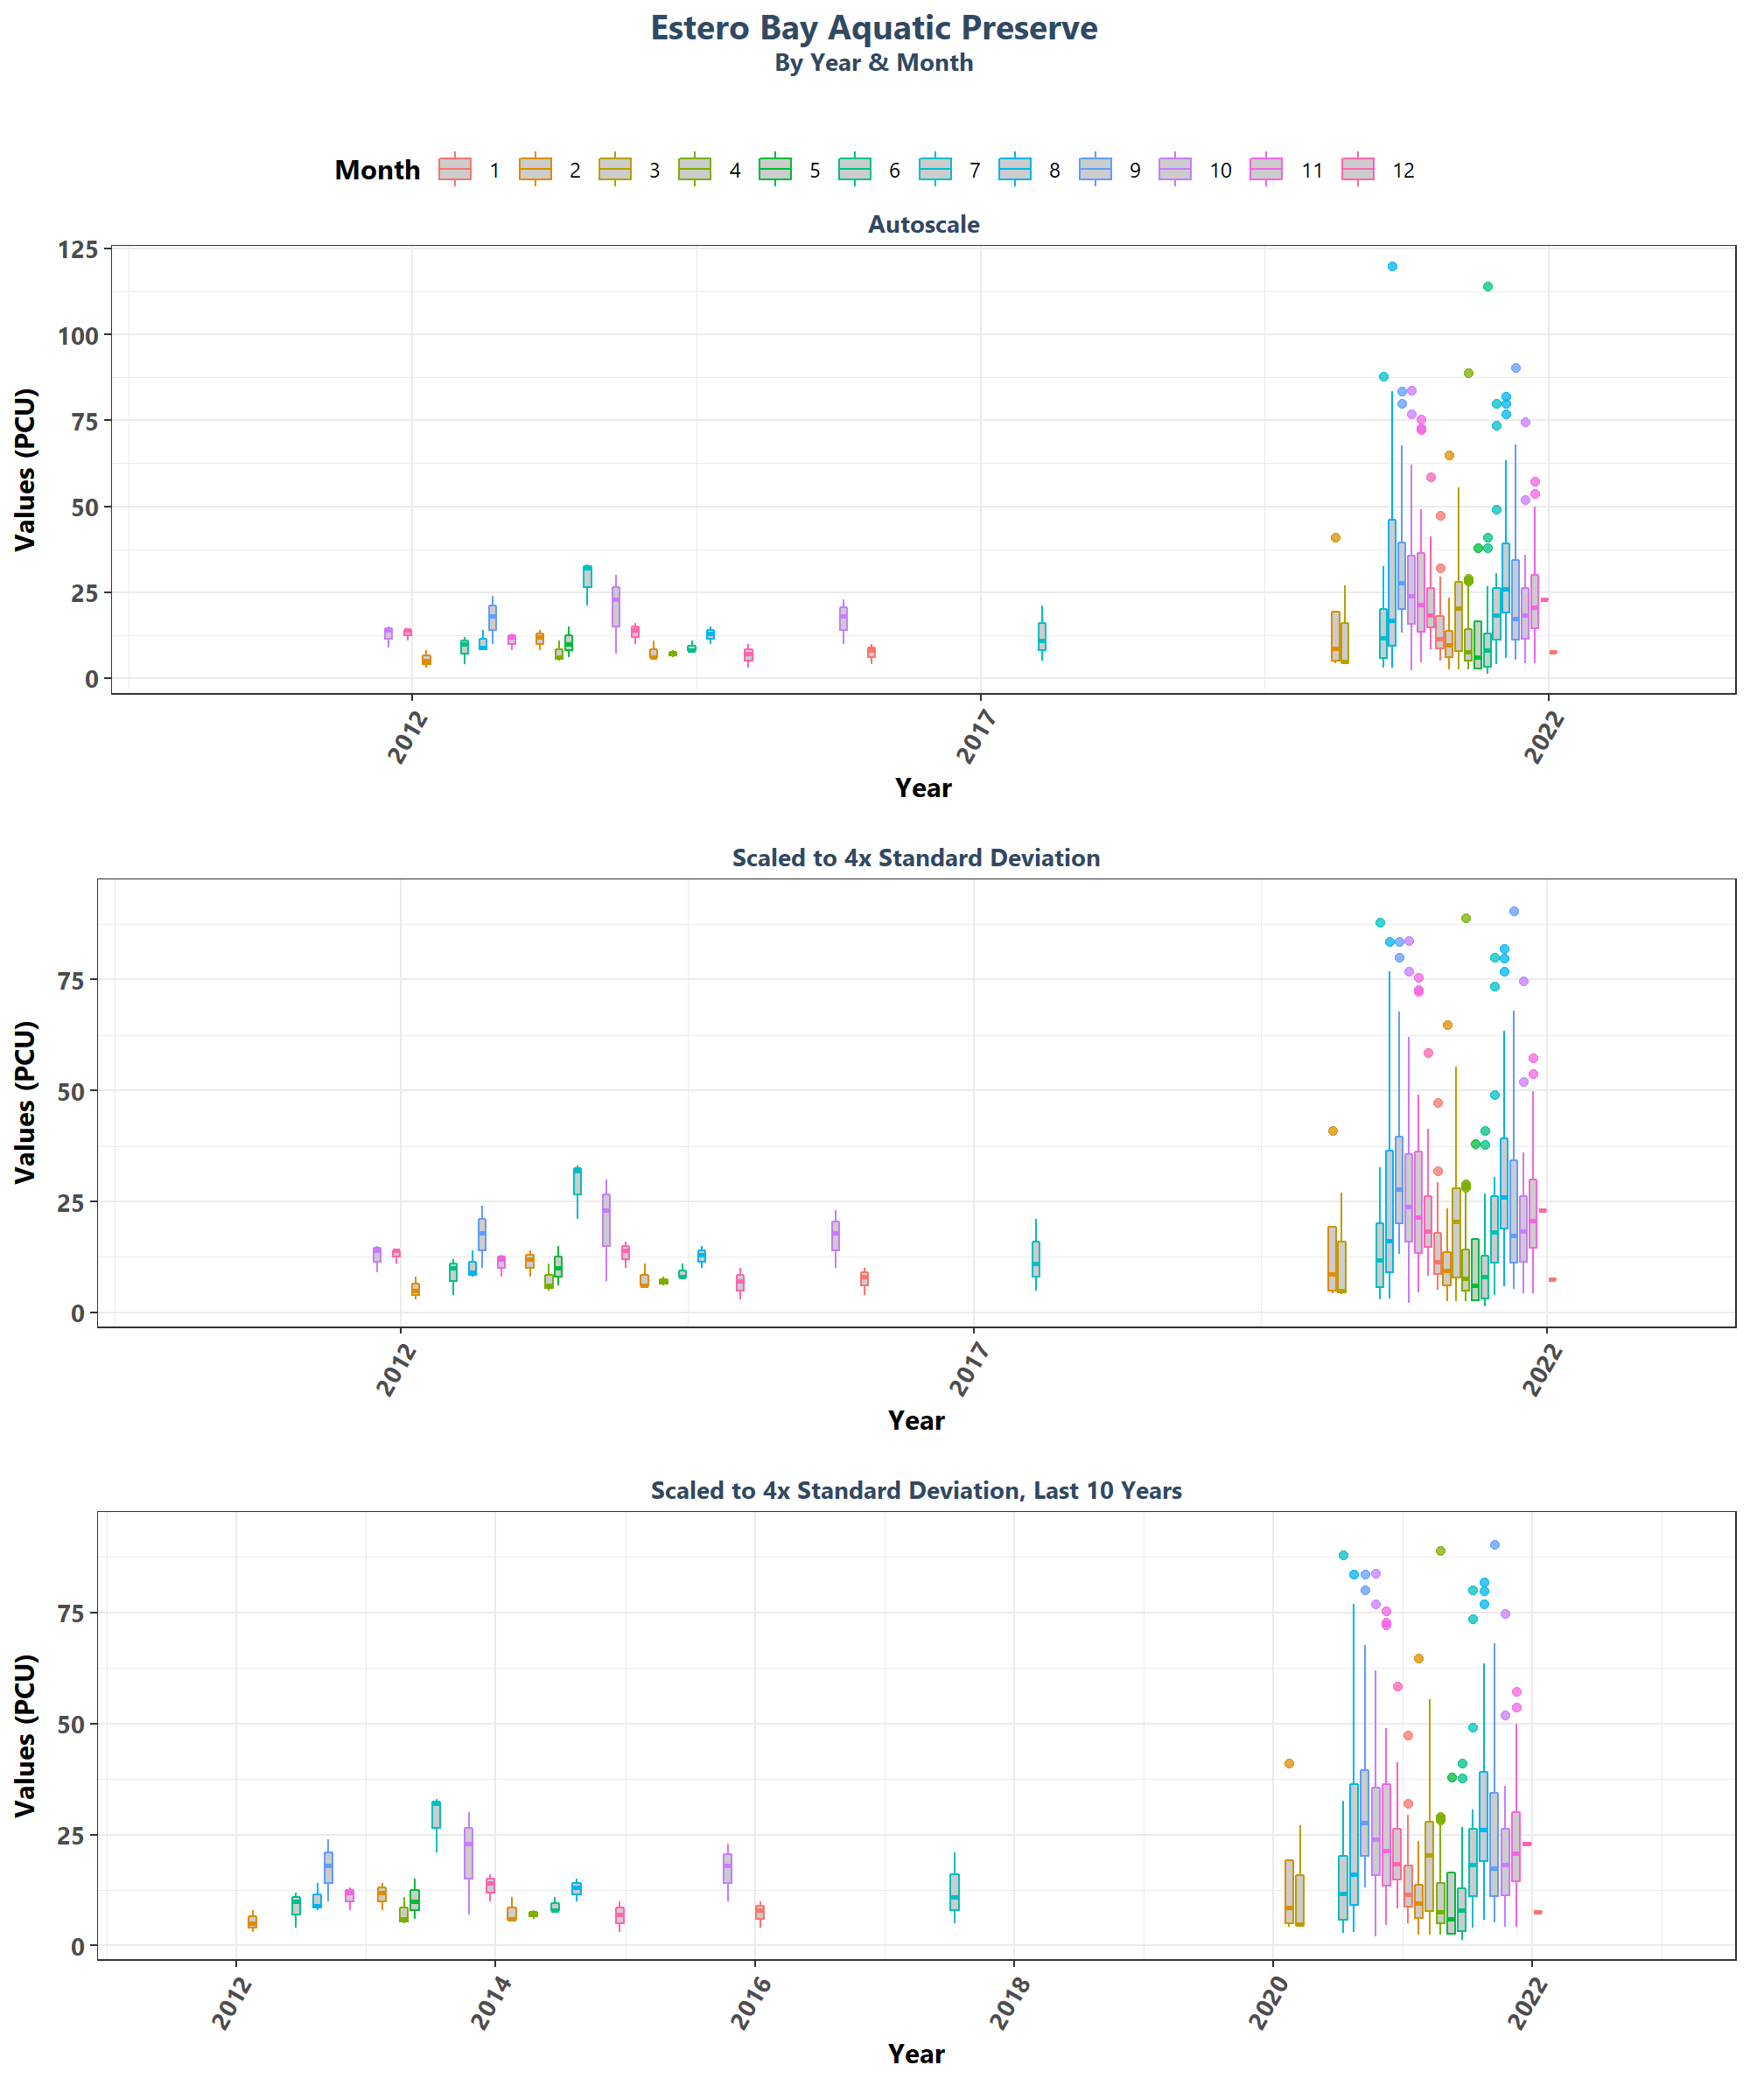 Estero Bay Aquatic Preserve
By Year & Month
Month 1 2 3 4 5 6 7 8 9 10 11 12
Autoscale
125
100
75
50
25
0
Values (PCU)
2012 2017 2022
Year
Scaled to 4x Standard Deviation
75
50
25
0
Values (PCU)
2012 2017 2022
Year
Scaled to 4x Standard Deviation, Last 10 Years
75
50
25
0
Values (PCU)
2012 2014 2016 2018 2020 2022
Year